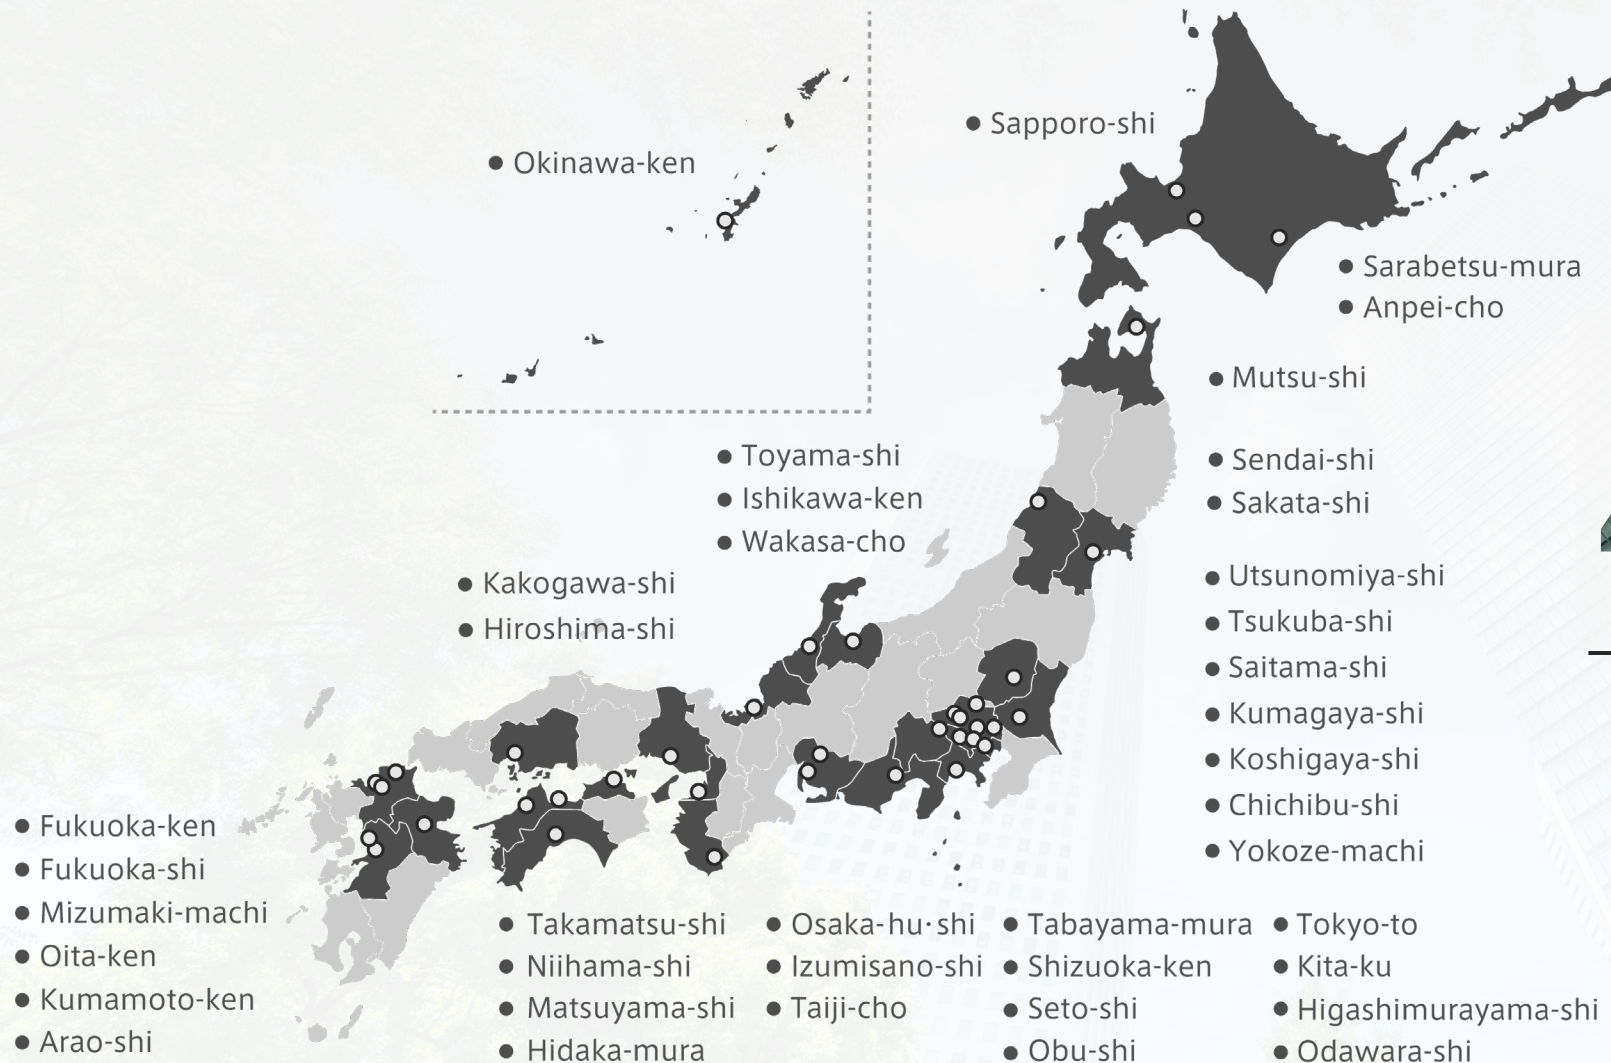 Okinawa-ken
Sapporo-shi
Sarabetsu-mura
Anpei-cho
Mutsu-shi
Toyama-shi
Ishikawa-ken
Wakasa-cho
Sendai-shi
Sakata-shi
Kakogawa-shi
Hiroshima-shi
Utsunomiya-shi
Tsukuba-shi
Saitama-shi
Kumagaya-shi
Koshigaya-shi
Chichibu-shi
Yokoze-machi
Fukuoka-ken
Fukuoka-shi
Mizumaki-machi
Oita-ken
Kumamoto-ken
Arao-shi
Takamatsu-shi
Niihama-shi
Matsuyama-shi
Hidaka-mura
Osaka-hu・shi
Izumisano-shi
Taiji-cho
Tabayama-mura
Shizuoka-ken
Seto-shi
Obu-shi
Tokyo-to
Kita-ku
Higashimurayama-shi
Odawara-shi